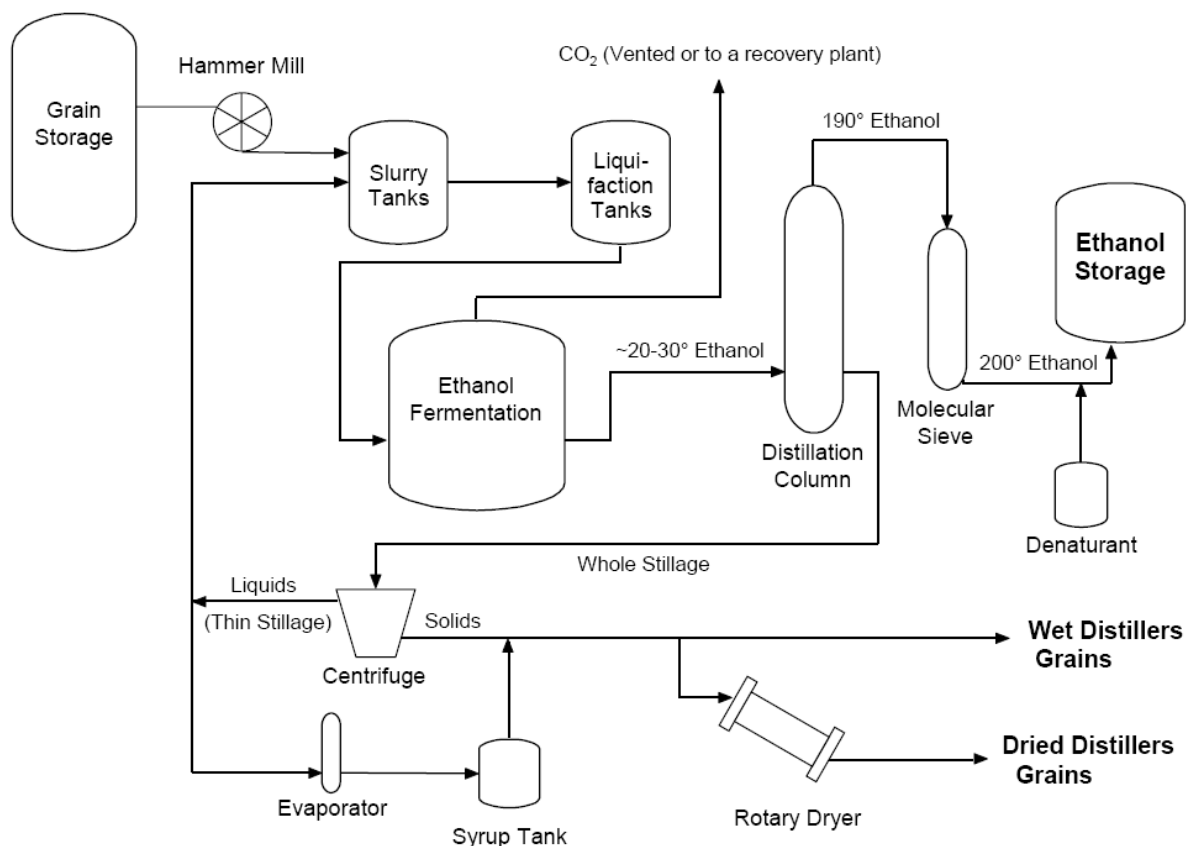 CO₂ (Vented or to a recovery plant)
Hammer Mill
Grain
Storage
190° Ethanol
Slurry
Tanks
Liqui-
faction
Tanks
Ethanol
Storage
~20-30° Ethanol
200° Ethanol
Ethanol
Fermentation
Molecular
Sieve
Distillation
Column
Denaturant
Whole Stillage
Liquids
(Thin Stillage)
Solids
Centrifuge
Wet Distillers
Grains
Dried Distillers
Grains
Evaporator
Syrup Tank
Rotary Dryer